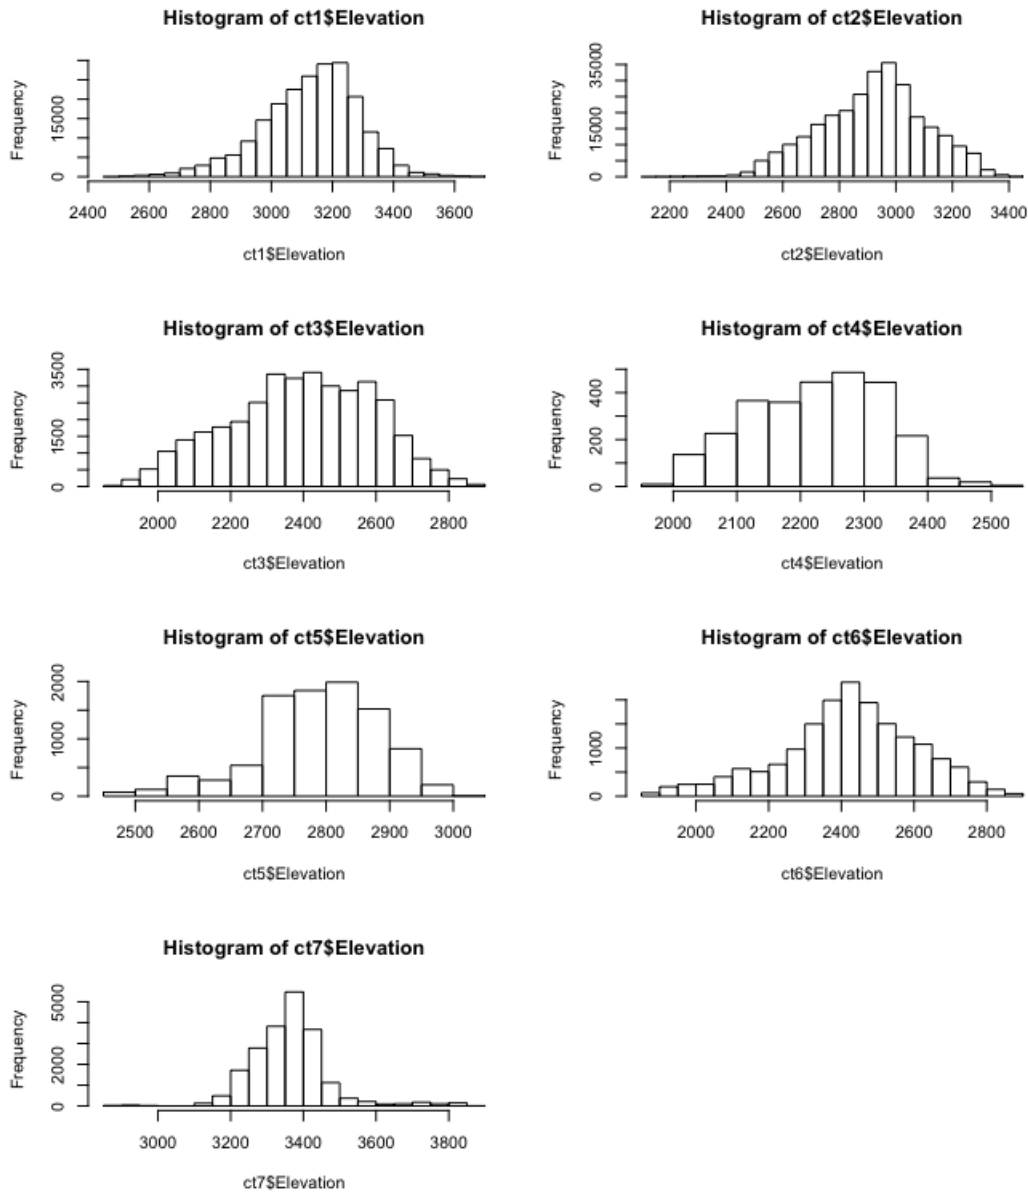 Histogram of ct1$Elevation
Frequency
0 15000
2400 2600 2800 3000 3200 3400 3600
ct1$Elevation
Histogram of ct2$Elevation
Frequency
0 15000 35000
2200 2400 2600 2800 3000 3200 3400
ct2$Elevation
Histogram of ct3$Elevation
Frequency
0 1500 3500
2000 2200 2400 2600 2800
ct3$Elevation
Histogram of ct4$Elevation
Frequency
0 200 400
2000 2100 2200 2300 2400 2500
ct4$Elevation
Histogram of ct5$Elevation
Frequency
0 1000 2000
2500 2600 2700 2800 2900 3000
ct5$Elevation
Histogram of ct6$Elevation
Frequency
0 1000
2000 2200 2400 2600 2800
ct6$Elevation
Histogram of ct7$Elevation
Frequency
0 2000 5000
3000 3200 3400 3600 3800
ct7$Elevation